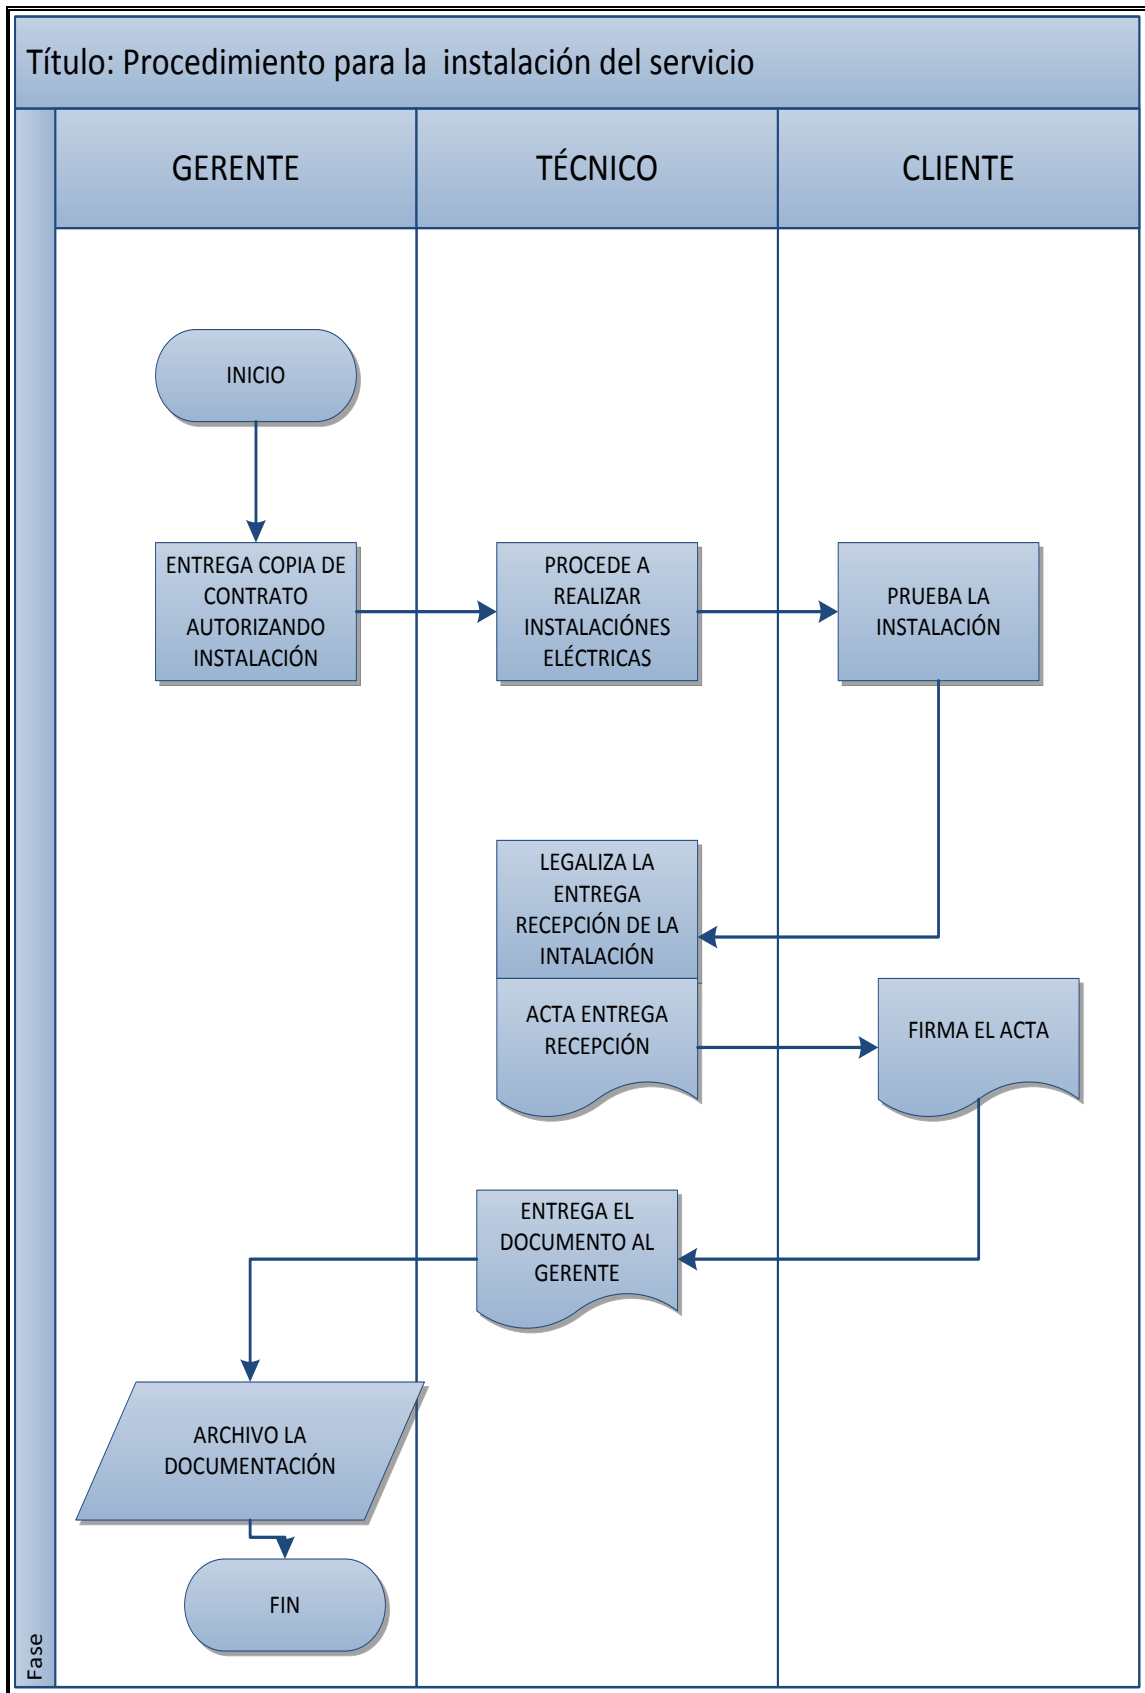 Título: Procedimiento para la  instalación del servicio
GERENTE
TÉCNICO
CLIENTE
INICIO
ENTREGA COPIA DE
CONTRATO
AUTORIZANDO
INSTALACIÓN
PROCEDE A
REALIZAR
INSTALACIÓNES
ELÉCTRICAS
PRUEBA LA
INSTALACIÓN
LEGALIZA LA
ENTREGA
RECEPCIÓN DE LA
INTALACIÓN
ACTA ENTREGA
RECEPCIÓN
FIRMA EL ACTA
ENTREGA EL
DOCUMENTO AL
GERENTE
ARCHIVO LA
DOCUMENTACIÓN
FIN
Fase